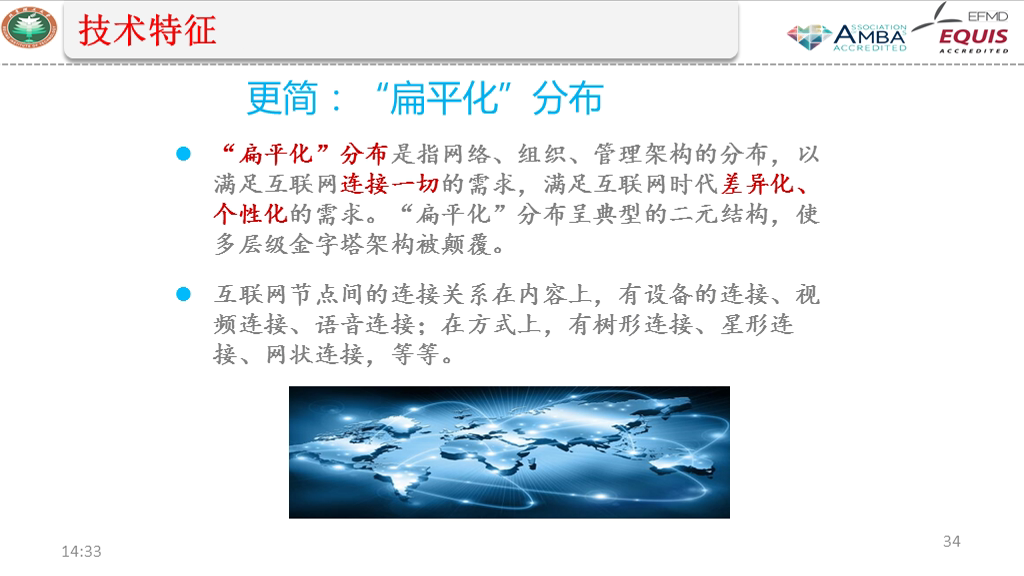 技术特征
ASSOCIATION
AMBA
ACCREDITED
EFMD
EQUIS
ACCREDITED
更简：“扁平化”分布
“扁平化”分布是指网络、组织、管理架构的分布，以
满足互联网连接一切的需求，满足互联网时代差异化、
个性化的需求。“扁平化”分布呈典型的二元结构，使
多层级金字塔架构被颠覆。
互联网节点间的连接关系在内容上，有设备的连接、视
频连接、语音连接；在方式上，有树形连接、星形连
接、网状连接，等等。
14:33
34